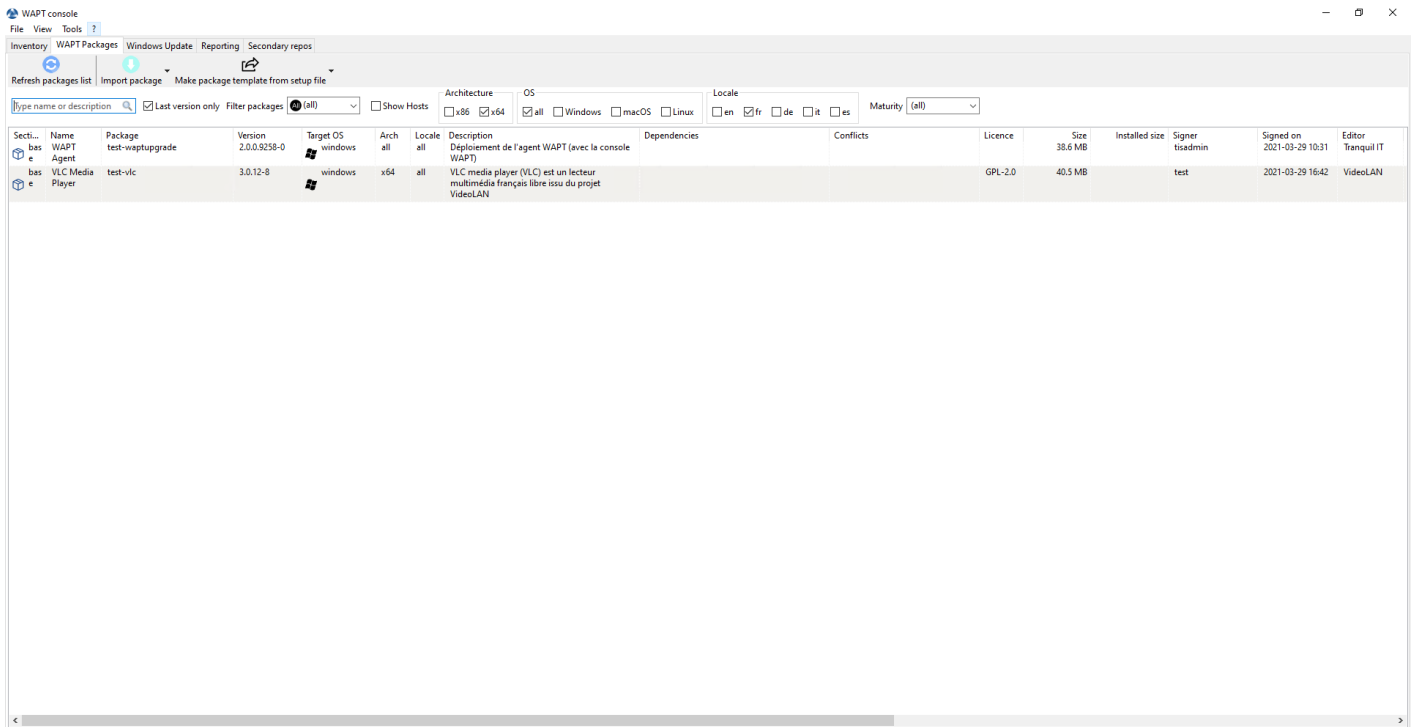 WAPT console
File View Tools ?
Inventory WAPT Packages Windows Update Reporting Secondary repos
Refresh packages list Import package Make package template from setup file
Type name or description Last version only Filter packages All (all) Show Hosts
Architecture OS Locale
x86 x64 all Windows macOS Linux en fr de it es Maturity (all)
Secti... Name Package Version Target OS Arch Locale Description Dependencies Conflicts Licence Size Installed size Signer Signed on Editor
bas WAPT test-waptupgrade 2.0.0.9258-0 windows all all Déploiement de l'agent WAPT (avec la console 38.6 MB tisadmin 2021-03-29 10:31 Tranquil IT
e Agent WAPT)
bas VLC Media test-vlc 3.0.12-8 windows x64 all VLC media player (VLC) est un lecteur GPL-2.0 40.5 MB test 2021-03-29 16:42 VideoLAN
e Player multimédia français libre issu du projet
VideoLAN